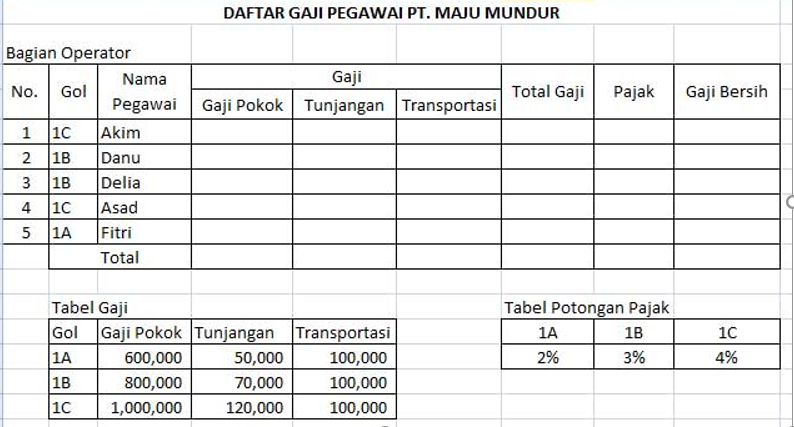 DAFTAR GAJI PEGAWAI PT. MAJU MUNDUR
Bagian Operator
No. Gol Nama Pegawai Gaji Total Gaji Pajak Gaji Bersih
Gaji Pokok Tunjangan Transportasi
1 1C Akim
2 1B Danu
3 1B Delia
4 1C Asad
5 1A Fitri
Total
Tabel Gaji Tabel Potongan Pajak
Gol Gaji Pokok Tunjangan Transportasi 1A 1B 1C
1A 600,000 50,000 100,000 2% 3% 4%
1B 800,000 70,000 100,000
1C 1,000,000 120,000 100,000